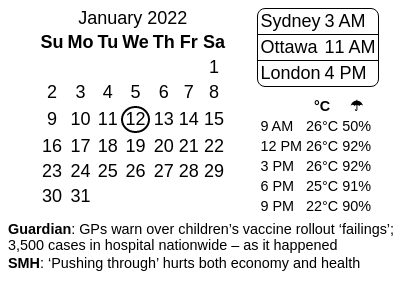 January 2022
Su Mo Tu We Th Fr Sa
1
2 3 4 5 6 7 8
9 10 11 12 13 14 15
16 17 18 19 20 21 22
23 24 25 26 27 28 29
30 31
Sydney 3 AM
Ottawa 11 AM
London 4 PM
°C ☂
9 AM 26°C 50%
12 PM 26°C 92%
3 PM 26°C 92%
6 PM 25°C 91%
9 PM 22°C 90%
Guardian: GPs warn over children’s vaccine rollout ‘failings’;
3,500 cases in hospital nationwide – as it happened
SMH: ‘Pushing through’ hurts both economy and health